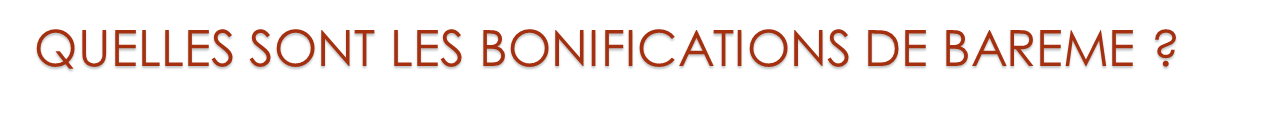 QUELLES SONT LES BONIFICATIONS DE BAREME ?